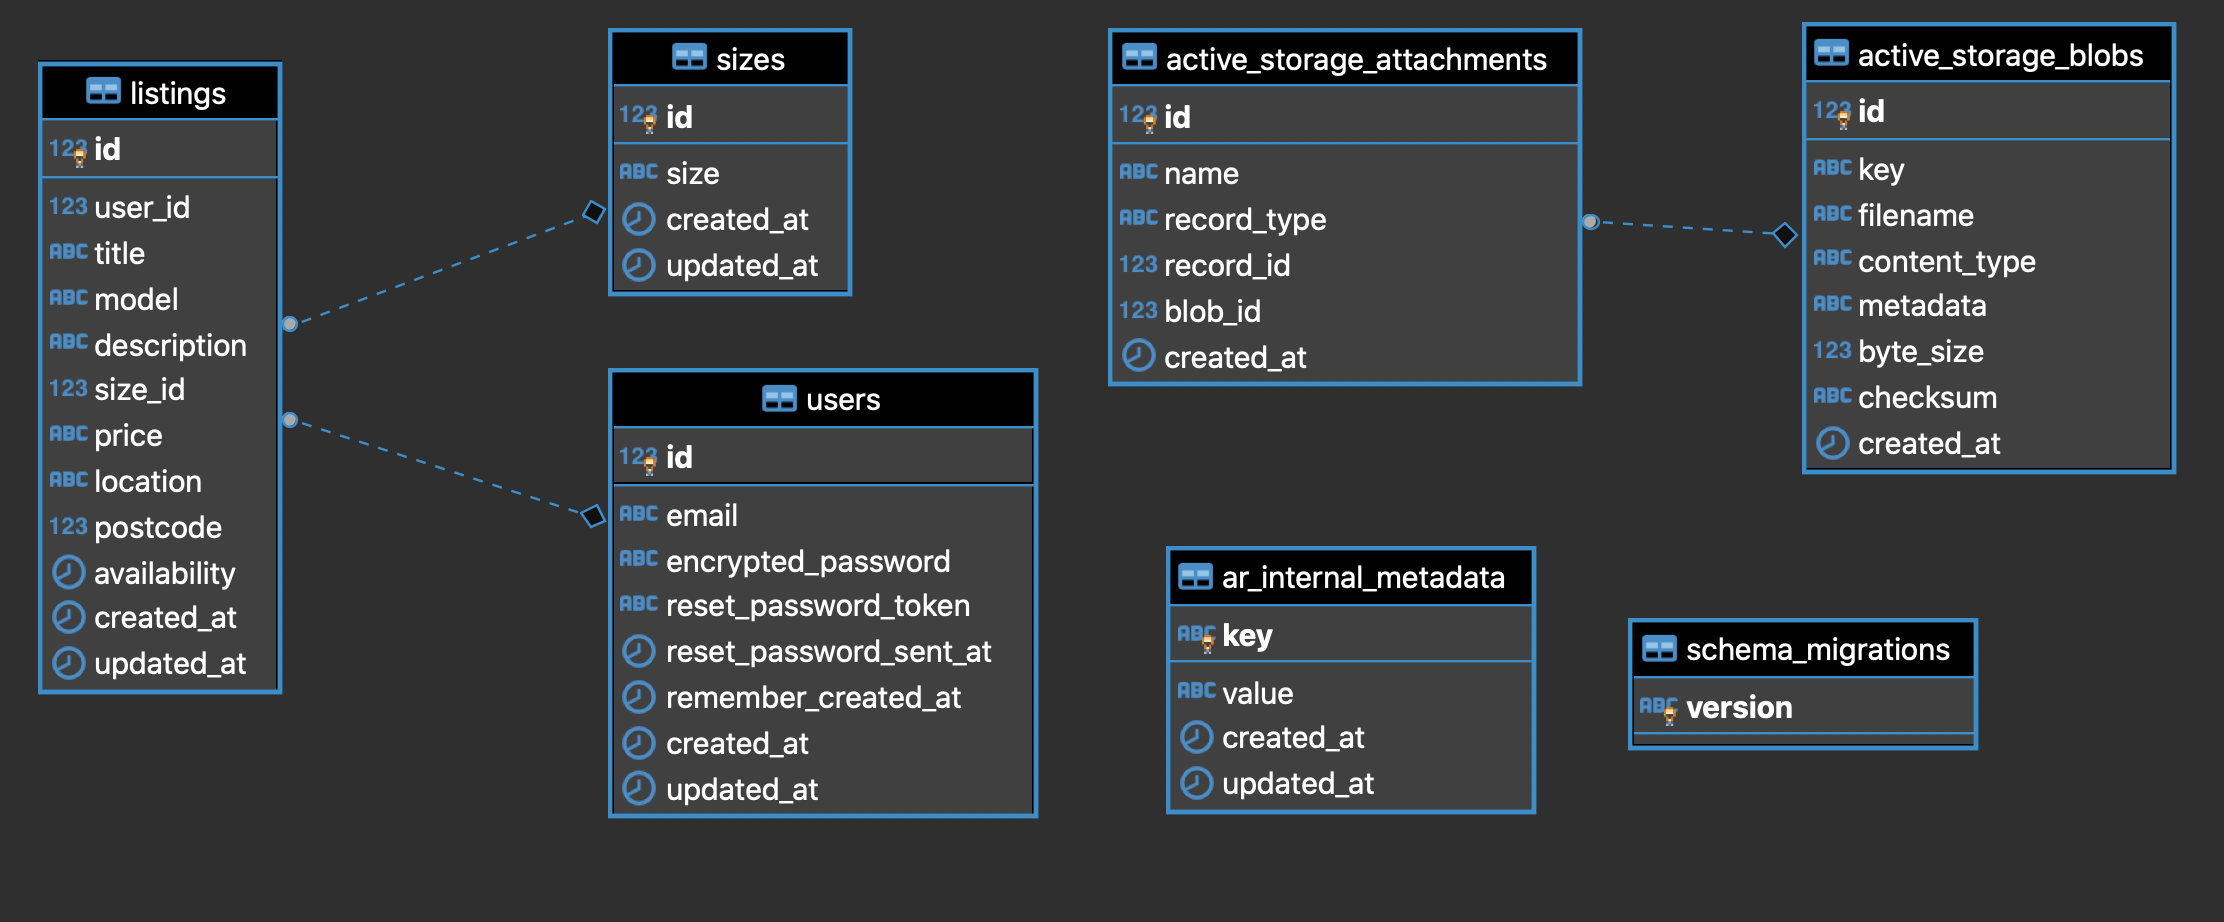 listings
123 id
123 user_id
ABC title
ABC model
ABC description
123 size_id
ABC price
ABC location
123 postcode
availability
created_at
updated_at
sizes
123 id
ABC size
created_at
updated_at
users
123 id
ABC email
ABC encrypted_password
ABC reset_password_token
reset_password_sent_at
remember_created_at
created_at
updated_at
active_storage_attachments
123 id
ABC name
ABC record_type
123 record_id
123 blob_id
created_at
active_storage_blobs
123 id
ABC key
ABC filename
ABC content_type
ABC metadata
123 byte_size
ABC checksum
created_at
ar_internal_metadata
ABC key
ABC value
created_at
updated_at
schema_migrations
ABC version